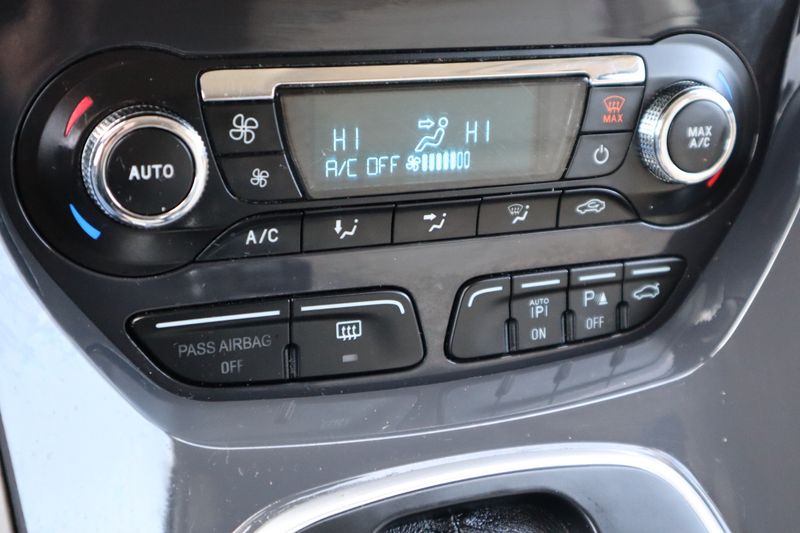 MAX
HI HI
A/C OFF
AUTO
MAX
A/C
A/C
PASS AIRBAG
OFF
AUTO
P
ON
P
OFF